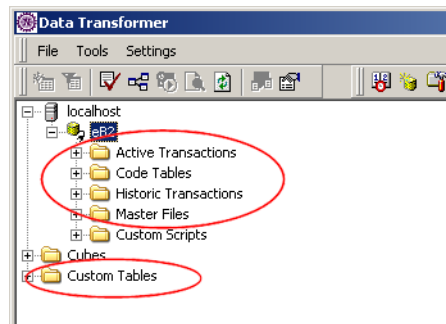 Data Transformer
File Tools Settings
localhost
eB2
Active Transactions
Code Tables
Historic Transactions
Master Files
Custom Scripts
Cubes
Custom Tables